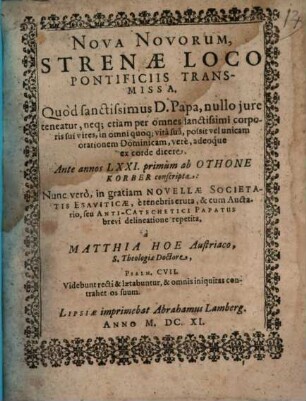 17
NOVA NOVORUM,
STRENÆ LOCO
PONTIFICIIS TRANS-
MISSA,
Quòd sanctissimus D. Papa, nullo jure
teneatur, neq; etiam per omnes sanctissimi corpo-
ris sui vires, in omni quoq; vitâ suâ, possit vel unicam
orationem Dominicam, verè, adeoque
ex corde dicere,
Ante annos LXXI. primùm ab OTHONE
KÖRBER conscripta:
Nunc verò, in gratiam NOVELLÆ SOCIETA-
TIS ESAVITICÆ, è tenebris eruta, & cum Aucta-
rio, seu ANTI-CATECHETICI PAPATUS
brevi delineatione repetita,
à
MATTHIA HOE Austriaco,
S. Theologiæ Doctore,
PSALM. CVII.
Videbunt recti & lætabuntur, & omnis iniquitas con-
trahet os suum.
LIPSIÆ imprimebat Abrahamus Lamberg.
ANNO M. DC. XI.